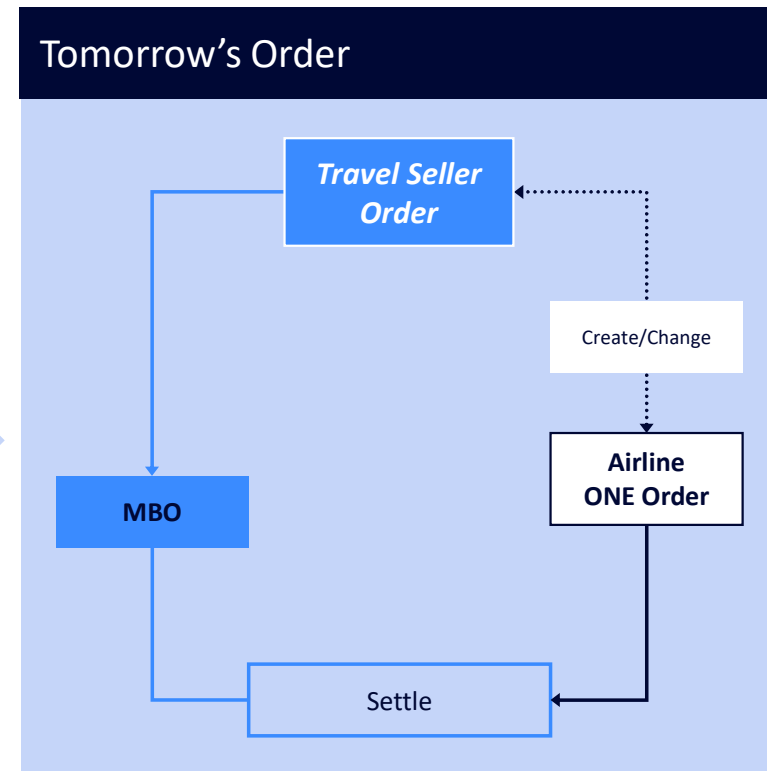 Tomorrow’s Order
Travel Seller
Order
Create/Change
Airline
ONE Order
MBO
Settle